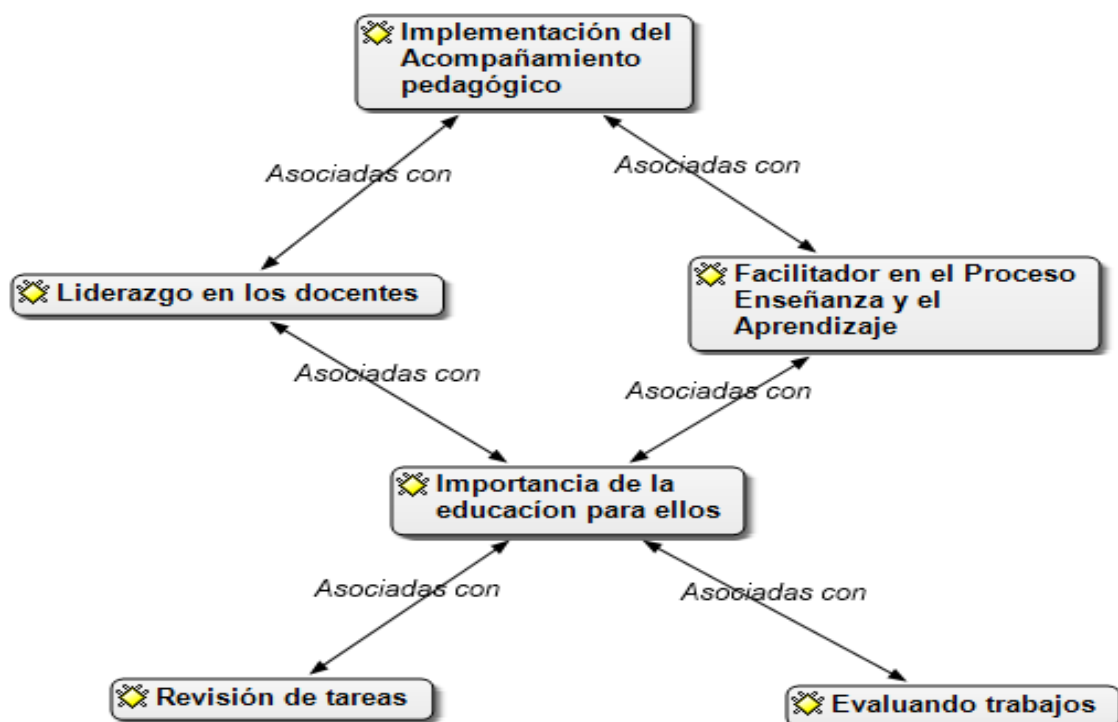 Implementación del
Acompañamiento
pedagógico
Asociadas con
Asociadas con
Liderazgo en los docentes
Facilitador en el Proceso
Enseñanza y el
Aprendizaje
Asociadas con
Asociadas con
Importancia de la
educacíon para ellos
Asociadas con
Asociadas con
Revisión de tareas
Evaluando trabajos